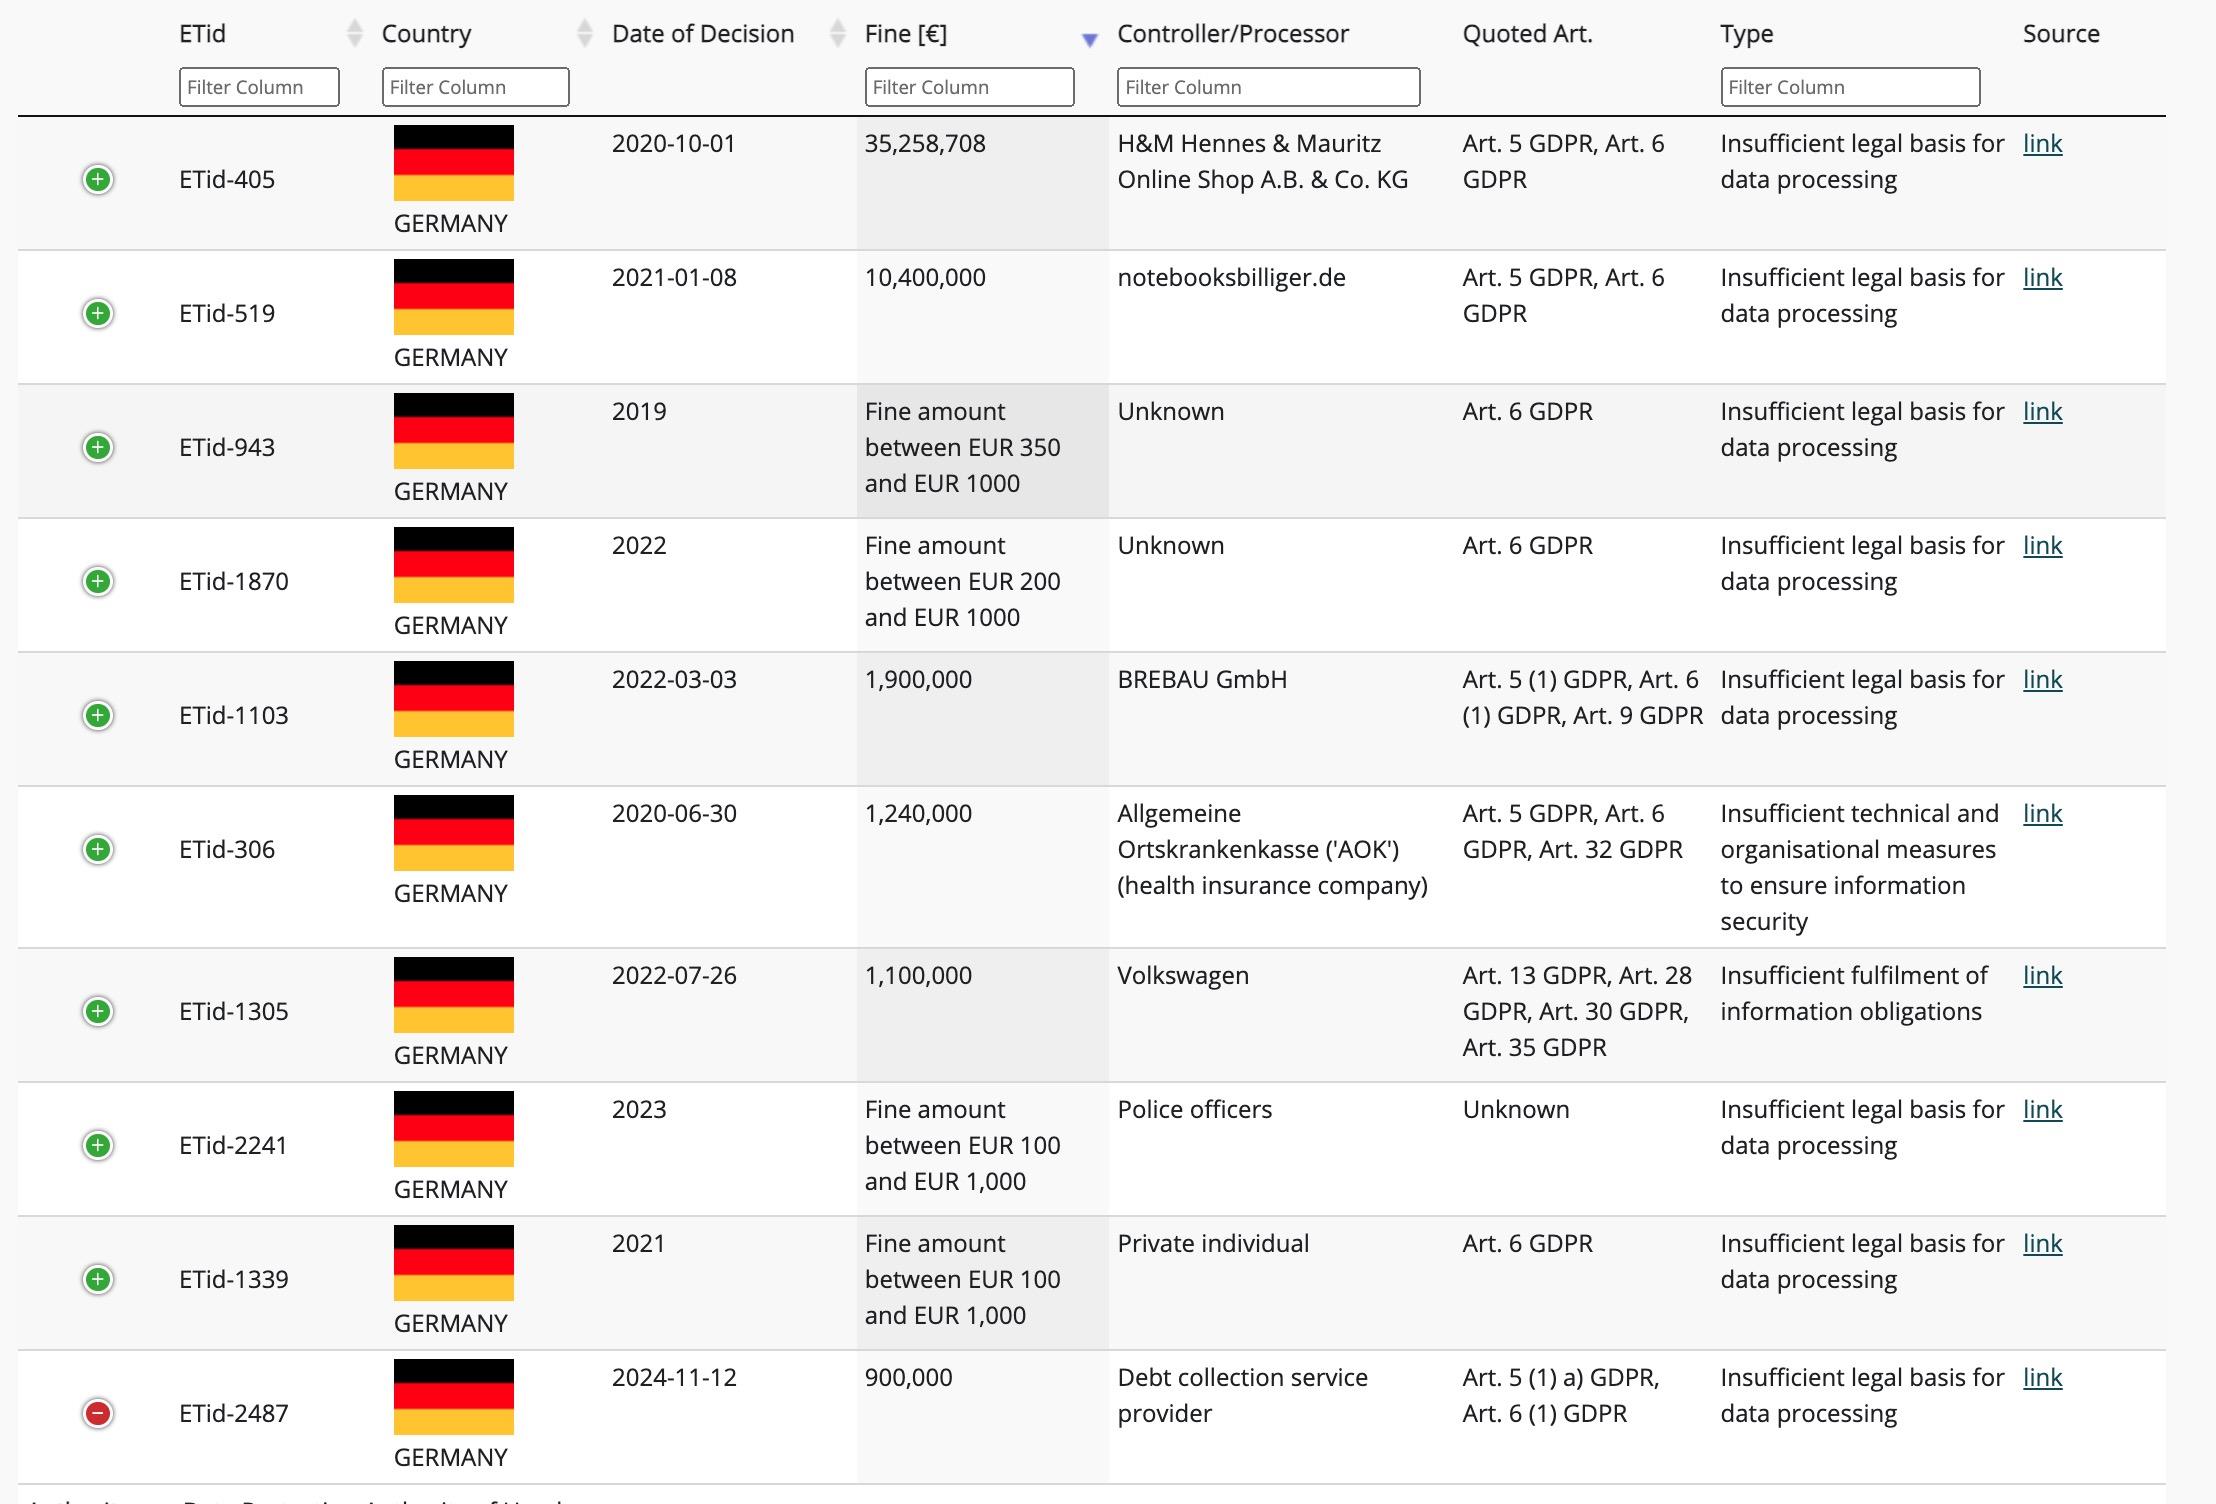 ETid Country Date of Decision Fine [€] Controller/Processor Quoted Art. Type Source
Filter Column Filter Column Filter Column Filter Column Filter Column
ETid-405
GERMANY
2020-10-01
35,258,708
H&M Hennes & Mauritz
Online Shop A.B. & Co. KG
Art. 5 GDPR, Art. 6
GDPR
Insufficient legal basis for
data processing
link
ETid-519
GERMANY
2021-01-08
10,400,000
notebooksbilliger.de
Art. 5 GDPR, Art. 6
GDPR
Insufficient legal basis for
data processing
link
ETid-943
GERMANY
2019
Fine amount
between EUR 350
and EUR 1000
Unknown
Art. 6 GDPR
Insufficient legal basis for
data processing
link
ETid-1870
GERMANY
2022
Fine amount
between EUR 200
and EUR 1000
Unknown
Art. 6 GDPR
Insufficient legal basis for
data processing
link
ETid-1103
GERMANY
2022-03-03
1,900,000
BREBAU GmbH
Art. 5 (1) GDPR, Art. 6
(1) GDPR, Art. 9 GDPR
Insufficient legal basis for
data processing
link
ETid-306
GERMANY
2020-06-30
1,240,000
Allgemeine
Ortskrankenkasse ('AOK')
(health insurance company)
Art. 5 GDPR, Art. 6
GDPR, Art. 32 GDPR
Insufficient technical and
organisational measures
to ensure information
security
link
ETid-1305
GERMANY
2022-07-26
1,100,000
Volkswagen
Art. 13 GDPR, Art. 28
GDPR, Art. 30 GDPR,
Art. 35 GDPR
Insufficient fulfilment of
information obligations
link
ETid-2241
GERMANY
2023
Fine amount
between EUR 100
and EUR 1,000
Police officers
Unknown
Insufficient legal basis for
data processing
link
ETid-1339
GERMANY
2021
Fine amount
between EUR 100
and EUR 1,000
Private individual
Art. 6 GDPR
Insufficient legal basis for
data processing
link
ETid-2487
GERMANY
2024-11-12
900,000
Debt collection service
provider
Art. 5 (1) a) GDPR,
Art. 6 (1) GDPR
Insufficient legal basis for
data processing
link